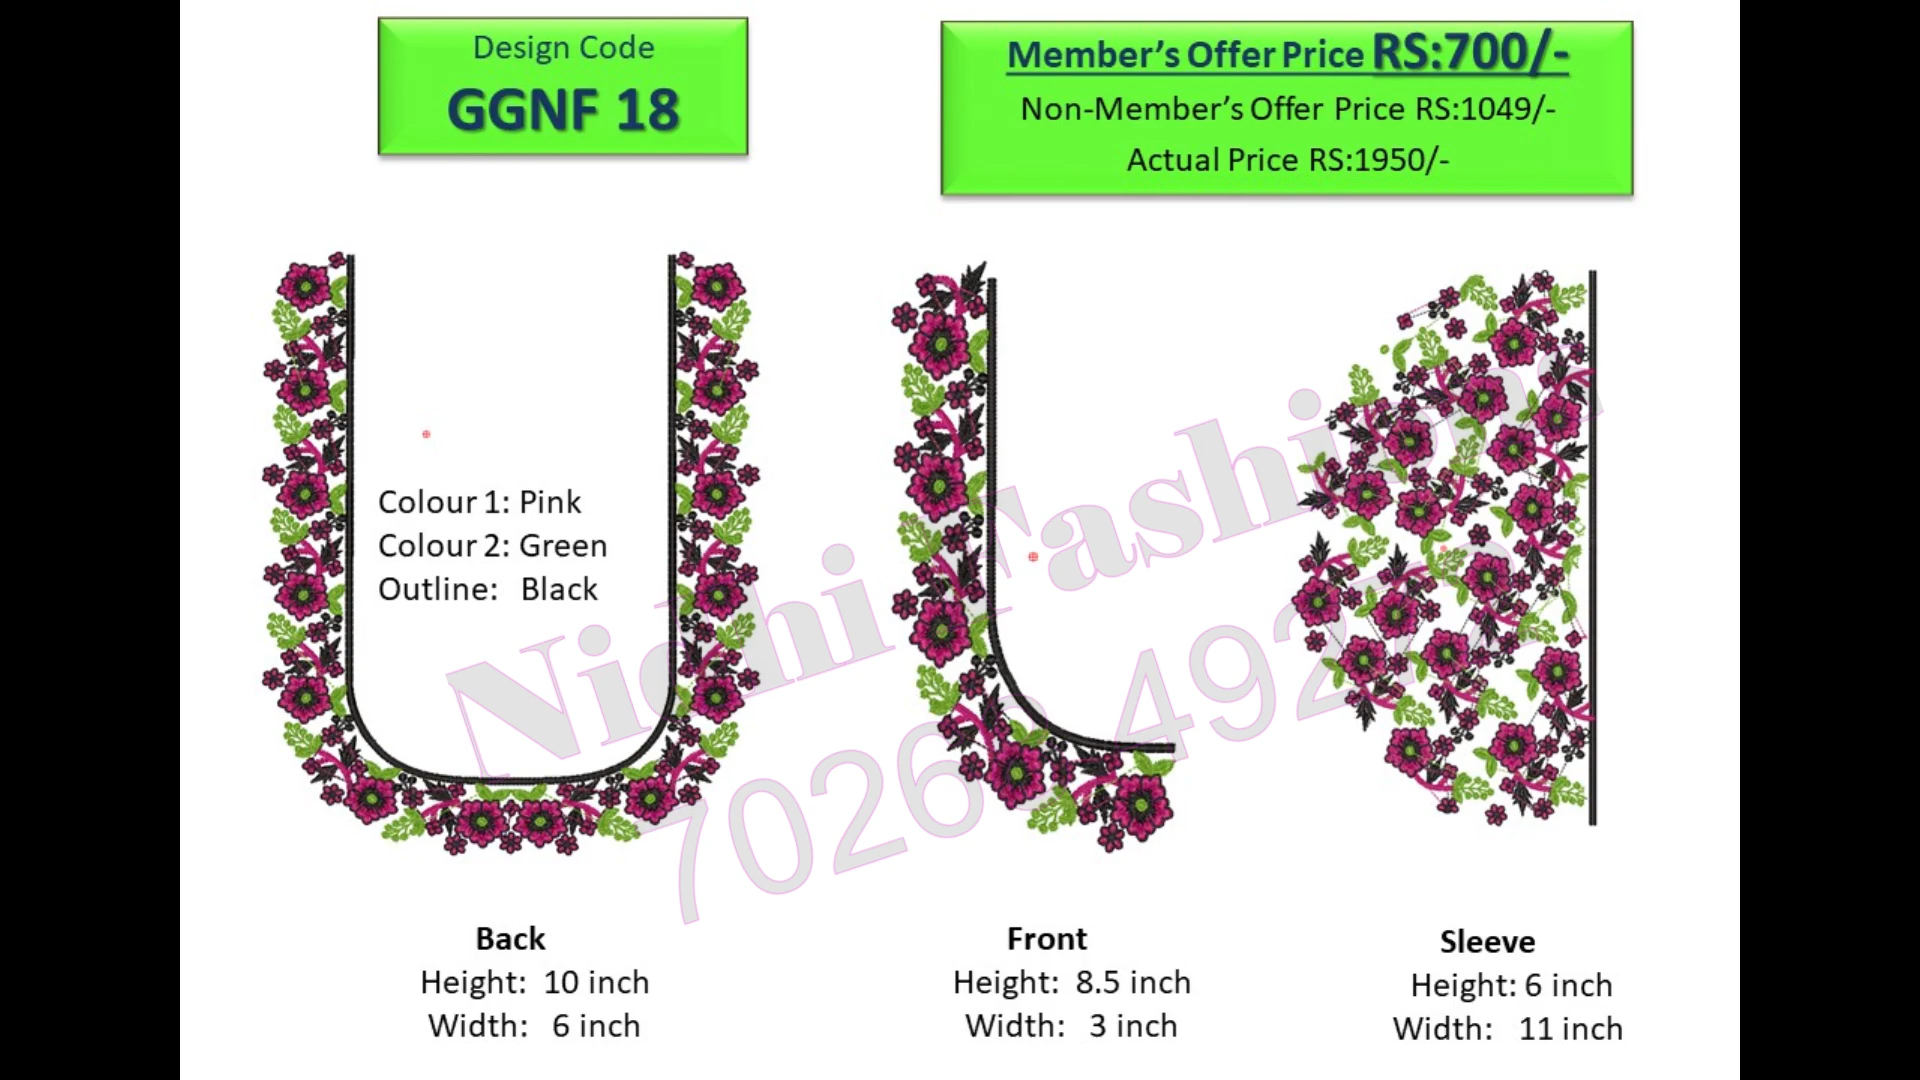 Design Code
GGNF 18
Member's Offer Price RS:700/-
Non-Member's Offer Price RS:1049/-
Actual Price RS:1950/-
Colour 1: Pink
Colour 2: Green
Outline: Black
Nidhi Fashionz
Back
Height: 10 inch
Width: 6 inch
Front
Height: 8.5 inch
Width: 3 inch
Sleeve
Height: 6 inch
Width: 11 inch